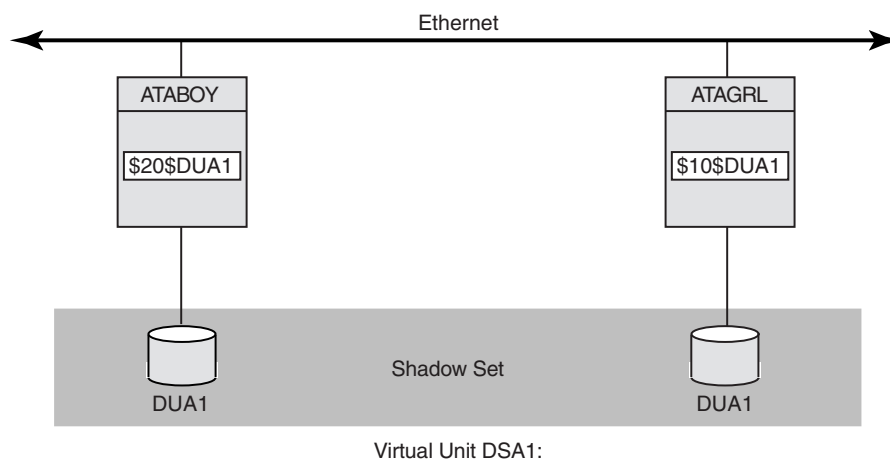 Ethernet
ATABOY
ATAGRL
$20$DUA1
$10$DUA1
Shadow Set
DUA1
DUA1
Virtual Unit DSA1: